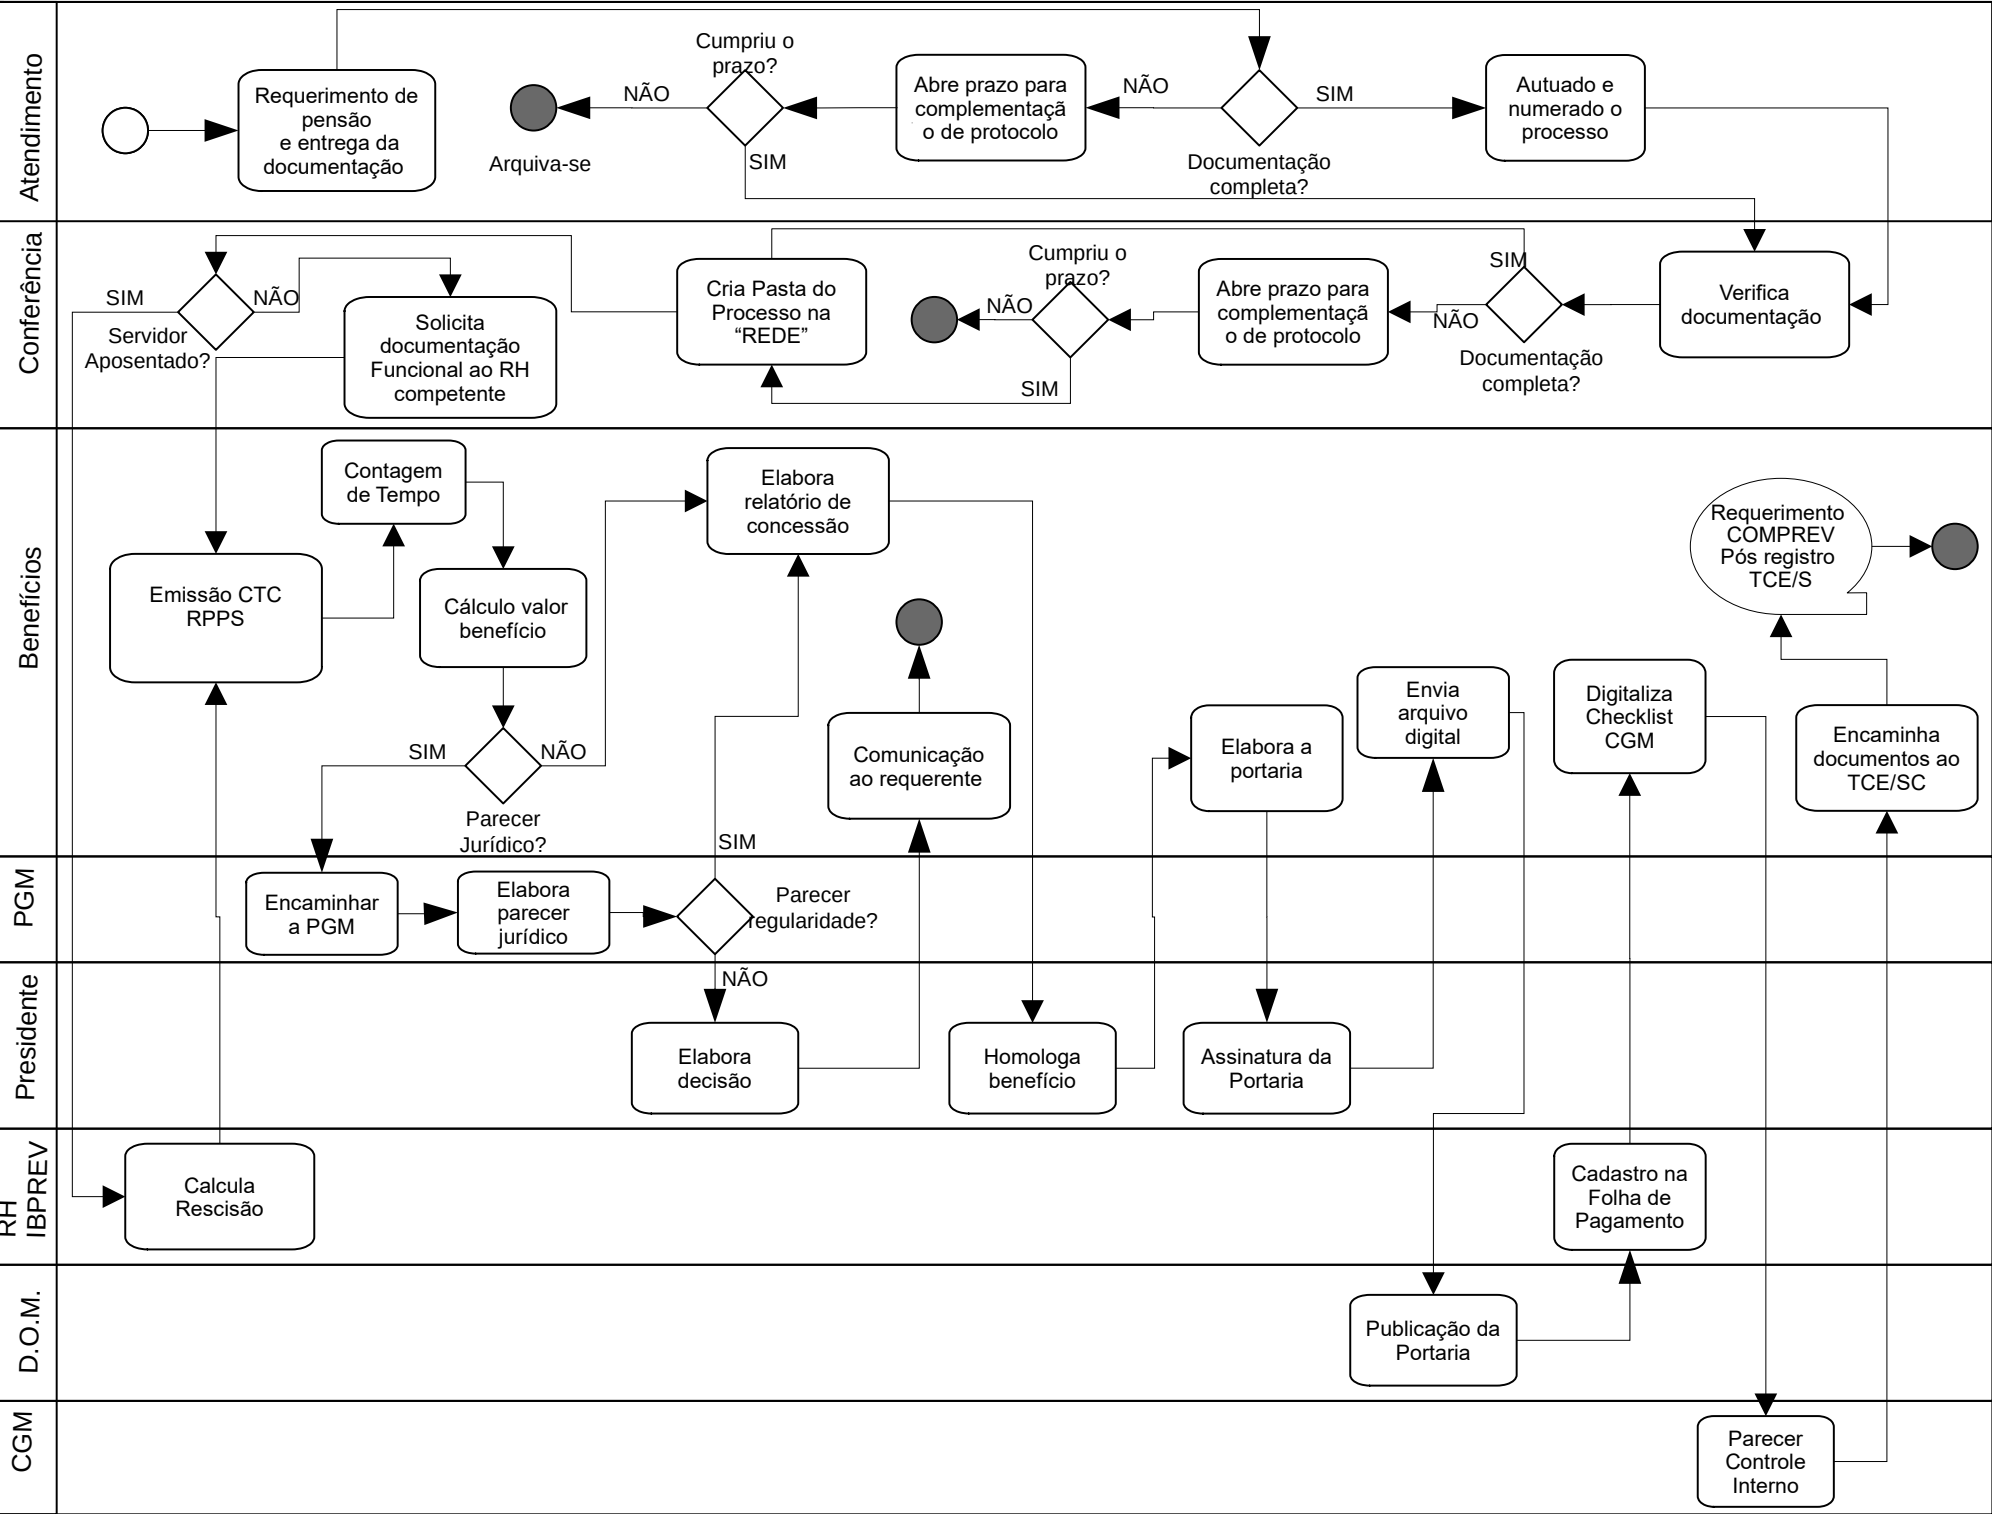 Atendimento
Requerimento de
pensão
e entrega da
documentação
Arquiva-se
NÃO
Cumpriu o
prazo?
SIM
Abre prazo para
complementaçã
o de protocolo
NÃO
SIM
Documentação
completa?
Autuado e
numerado o
processo
Conferência
SIM
NÃO
Servidor
Aposentado?
Solicita
documentação
Funcional ao RH
competente
Cria Pasta do
Processo na
“REDE”
Cumpriu o
prazo?
NÃO
SIM
Abre prazo para
complementaçã
o de protocolo
SIM
NÃO
Documentação
completa?
Verifica
documentação
Benefícios
Contagem
de Tempo
Emissão CTC
RPPS
Cálculo valor
benefício
SIM
NÃO
Parecer
Jurídico?
Elabora
relatório de
concessão
Comunicação
ao requerente
SIM
Elabora a
portaria
Envia
arquivo
digital
Digitaliza
Checklist
CGM
Requerimento
COMPREV
Pós registro
TCE/S
Encaminha
documentos ao
TCE/SC
PGM
Encaminhar
a PGM
Elabora
parecer
jurídico
Parecer
regularidade?
Presidente
NÃO
Elabora
decisão
Homologa
benefício
Assinatura da
Portaria
RH
IBPREV
Calcula
Rescisão
Cadastro na
Folha de
Pagamento
D.O.M.
Publicação da
Portaria
CGM
Parecer
Controle
Interno